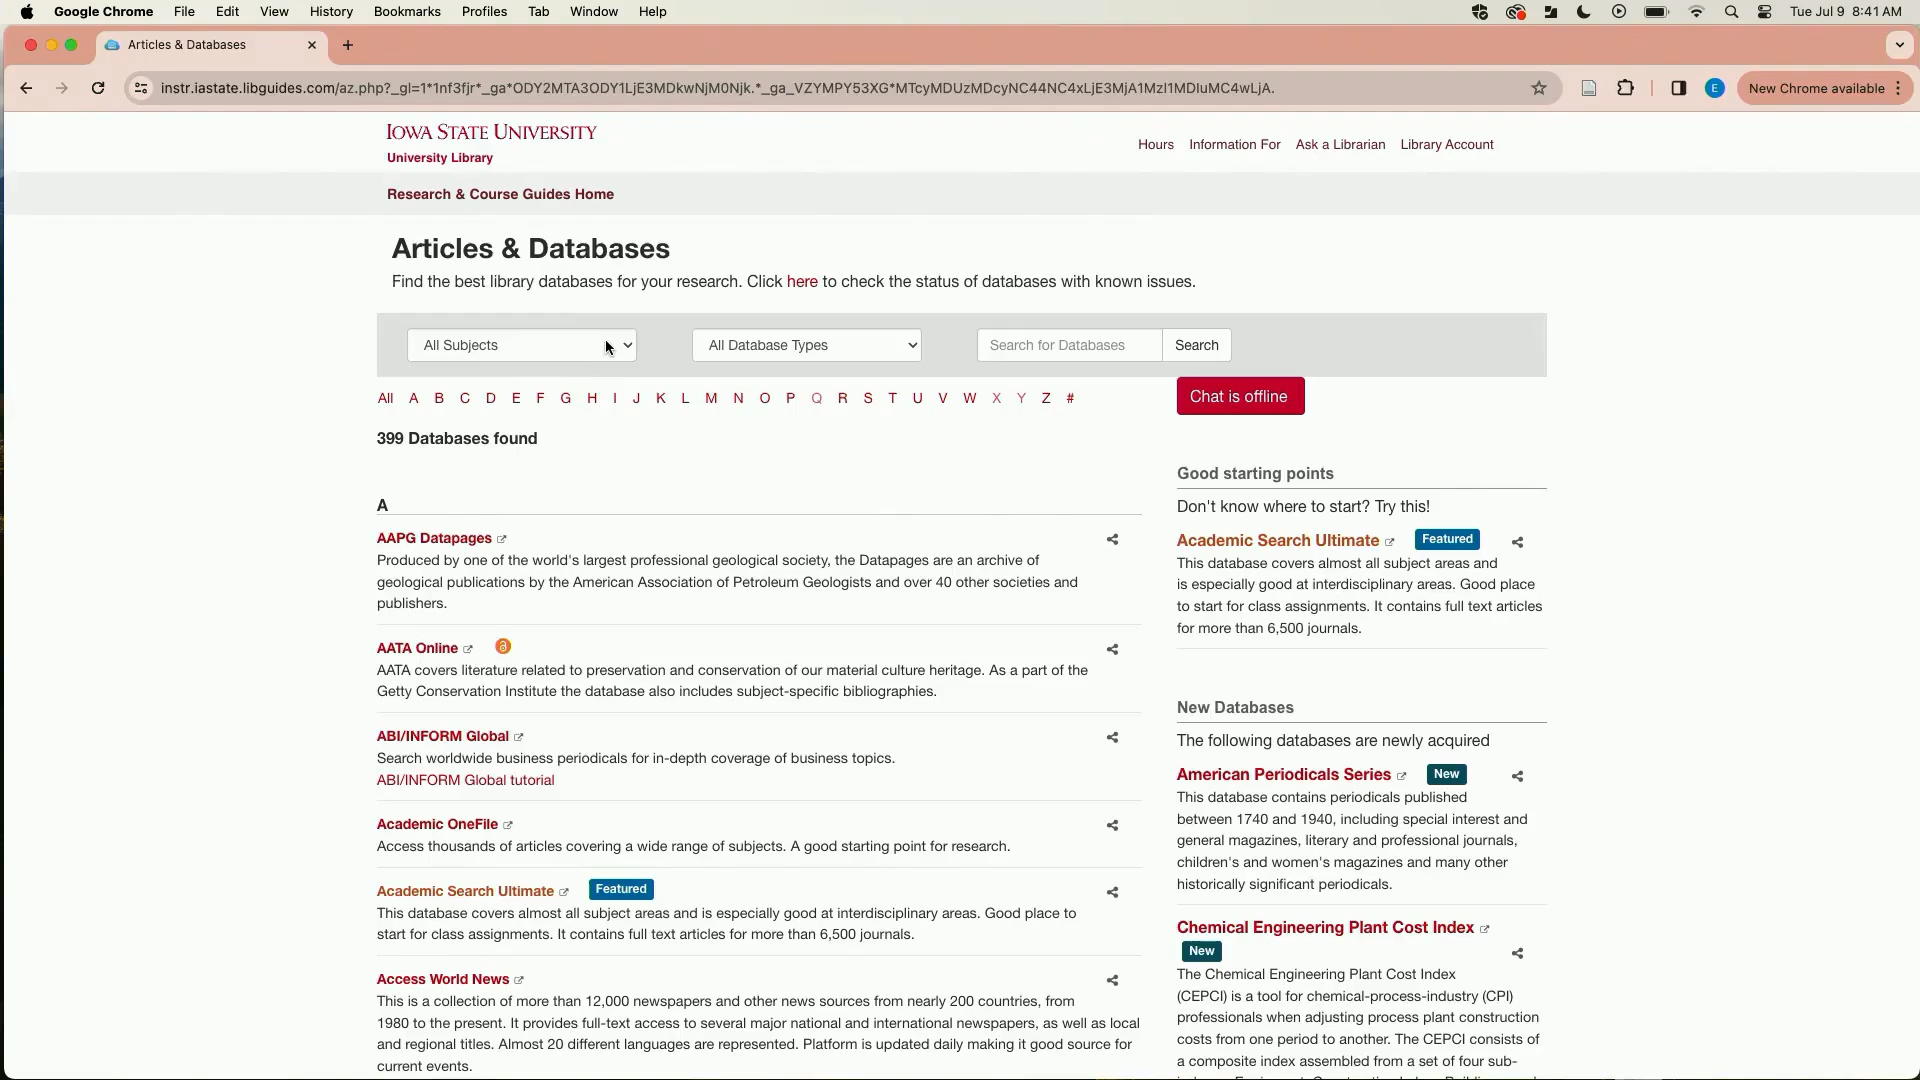 Google Chrome File Edit View History Bookmarks Profiles Tab Window Help Tue Jul 9 8:41 AM
Articles & Databases
instr.iastate.libguides.com/az.php?_gl=1*1nf3fjr*_ga*ODY2MTA3ODY1LjE3MDkwNjM0Njk.*_ga_VZYMPY53XG*MTcyMDUzMDcyNC44NC4xLjE3MjA1MzI1MDIuMC4wLjA. E New Chrome available
IOWA STATE UNIVERSITY
University Library
Hours Information For Ask a Librarian Library Account
Research & Course Guides Home
Articles & Databases
Find the best library databases for your research. Click here to check the status of databases with known issues.
All Subjects All Database Types Search for Databases Search
All A B C D E F G H I J K L M N O P Q R S T U V W X Y Z #
Chat is offline
399 Databases found
A
AAPG Datapages
Produced by one of the world's largest professional geological society, the Datapages are an archive of
geological publications by the American Association of Petroleum Geologists and over 40 other societies and
publishers.
AATA Online
AATA covers literature related to preservation and conservation of our material culture heritage. As a part of the
Getty Conservation Institute the database also includes subject-specific bibliographies.
ABI/INFORM Global
Search worldwide business periodicals for in-depth coverage of business topics.
ABI/INFORM Global tutorial
Academic OneFile
Access thousands of articles covering a wide range of subjects. A good starting point for research.
Academic Search Ultimate Featured
This database covers almost all subject areas and is especially good at interdisciplinary areas. Good place to
start for class assignments. It contains full text articles for more than 6,500 journals.
Access World News
This is a collection of more than 12,000 newspapers and other news sources from nearly 200 countries, from
1980 to the present. It provides full-text access to several major national and international newspapers, as well as local
and regional titles. Almost 20 different languages are represented. Platform is updated daily making it good source for
current events.
Good starting points
Don't know where to start? Try this!
Academic Search Ultimate Featured
This database covers almost all subject areas and
is especially good at interdisciplinary areas. Good place
to start for class assignments. It contains full text articles
for more than 6,500 journals.
New Databases
The following databases are newly acquired
American Periodicals Series New
This database contains periodicals published
between 1740 and 1940, including special interest and
general magazines, literary and professional journals,
children's and women's magazines and many other
historically significant periodicals.
Chemical Engineering Plant Cost Index
New
The Chemical Engineering Plant Cost Index
(CEPCI) is a tool for chemical-process-industry (CPI)
professionals when adjusting process plant construction
costs from one period to another. The CEPCI consists of
a composite index assembled from a set of four sub-